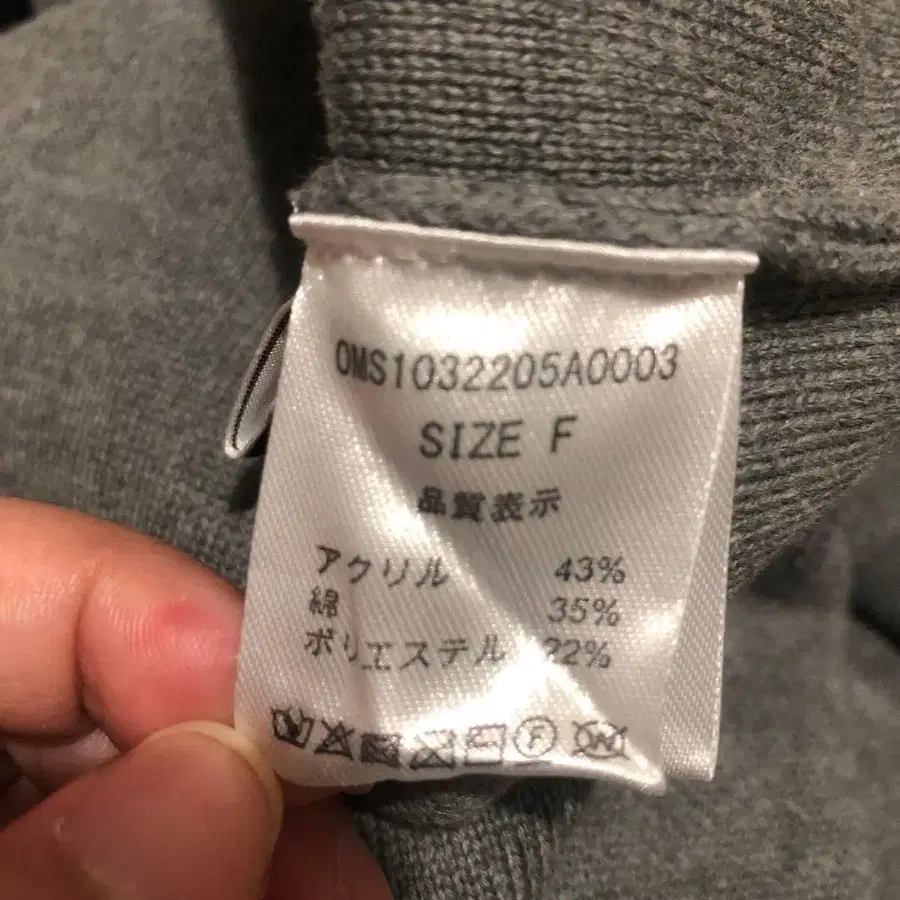 OMS1032205A0003
SIZE F
品質表示
アクリル 43%
綿 35%
ポリエステル 22%
F W